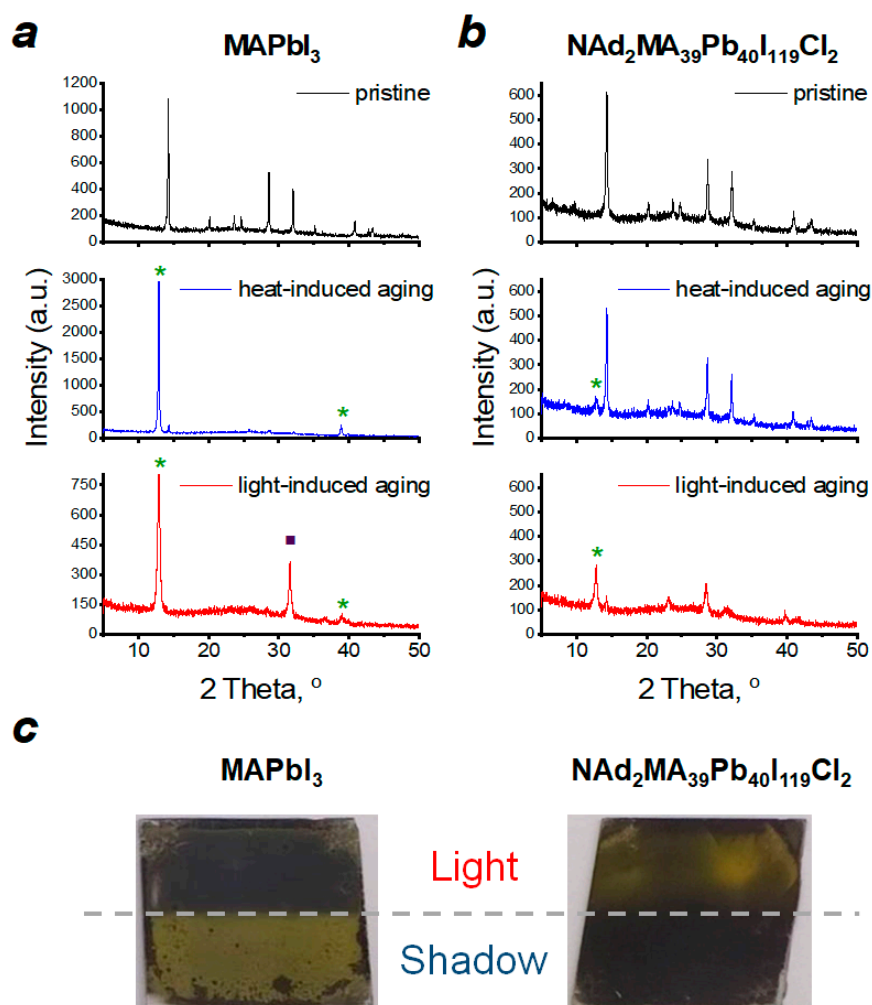 a MAPbI3 b NAd2MA39Pb40I119Cl2
1200
1000
800
600
400
200
0
pristine
600
500
400
300
200
100
0
pristine
Intensity (a.u.)
3000
2500
2000
1500
1000
500
0
*
heat-induced aging
*
Intensity (a.u.)
600
500
400
300
200
100
0
heat-induced aging
*
750
600
450
300
150
0
*
light-induced aging
■
*
600
500
400
300
200
100
0
light-induced aging
*
10 20 30 40 50
2 Theta, °
10 20 30 40 50
2 Theta, °
c
MAPbI3 NAd2MA39Pb40I119Cl2
Light
Shadow